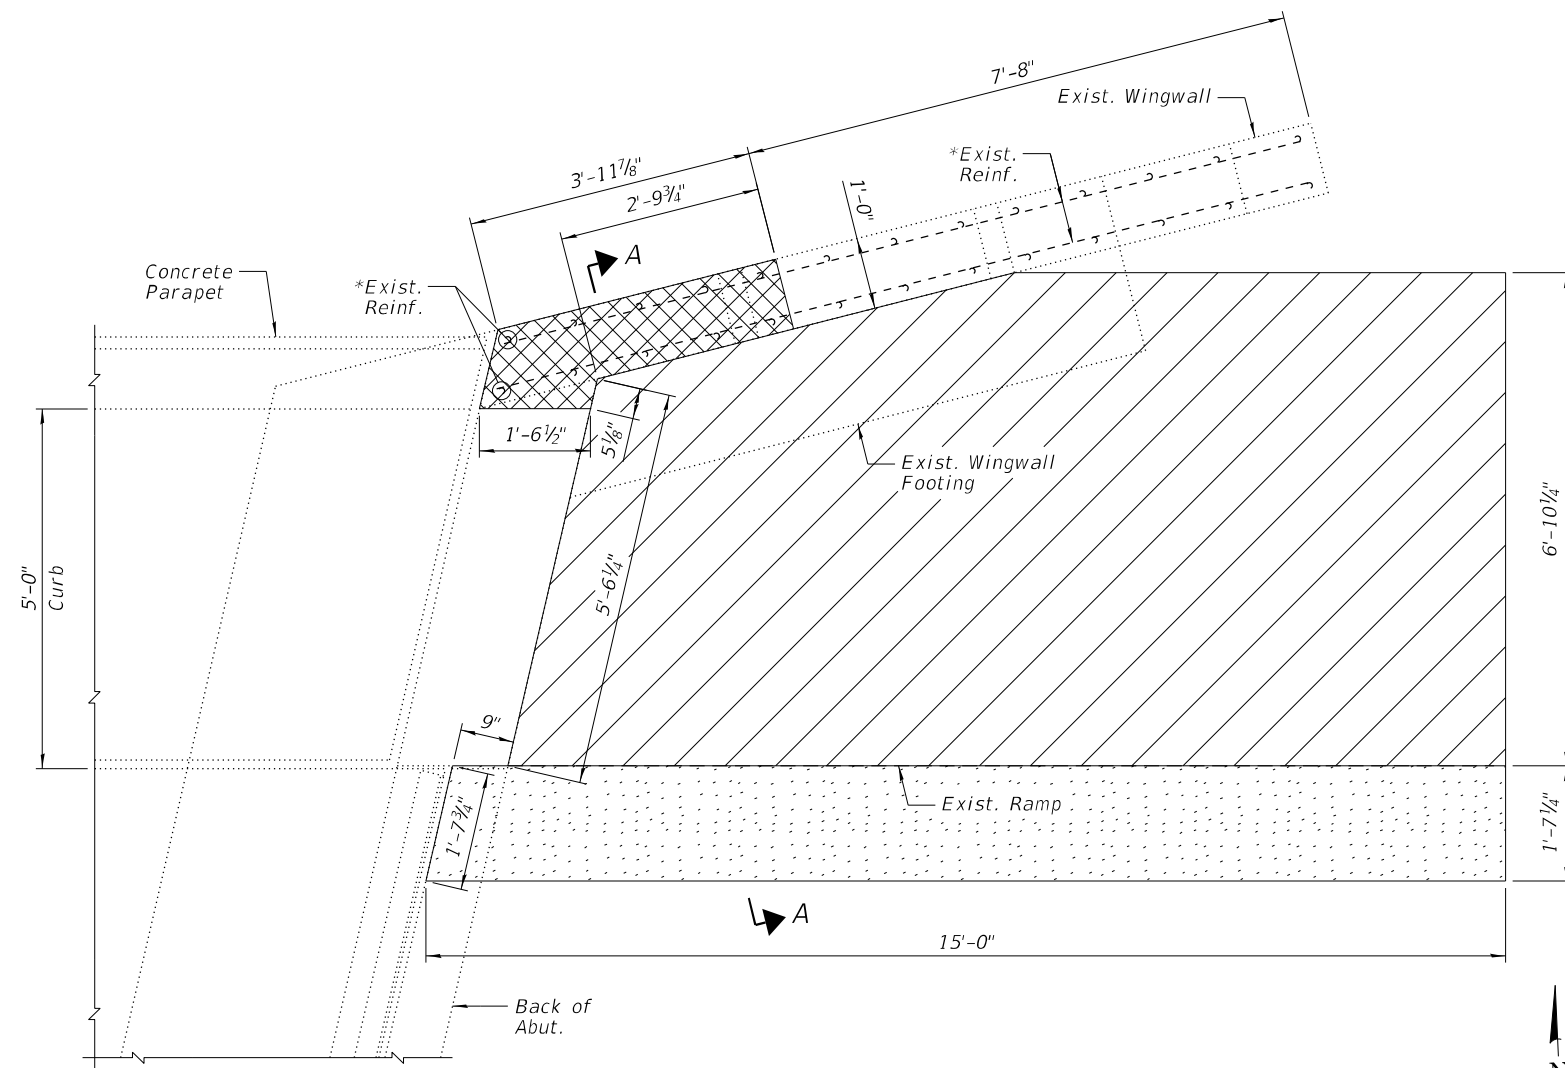 7'-8"
Exist. Wingwall
3'-11⅞"
*Exist.
Reinf.
2'-9¾"
1'-0"
A
Concrete
Parapet
*Exist.
Reinf.
1'-6½"
5⅛"
Exist. Wingwall
Footing
6'-10¼"
5'-0"
Curb
5'-6¼"
9"
Exist. Ramp
1'-7¾"
1'-7¼"
A
15'-0"
Back of
Abut.